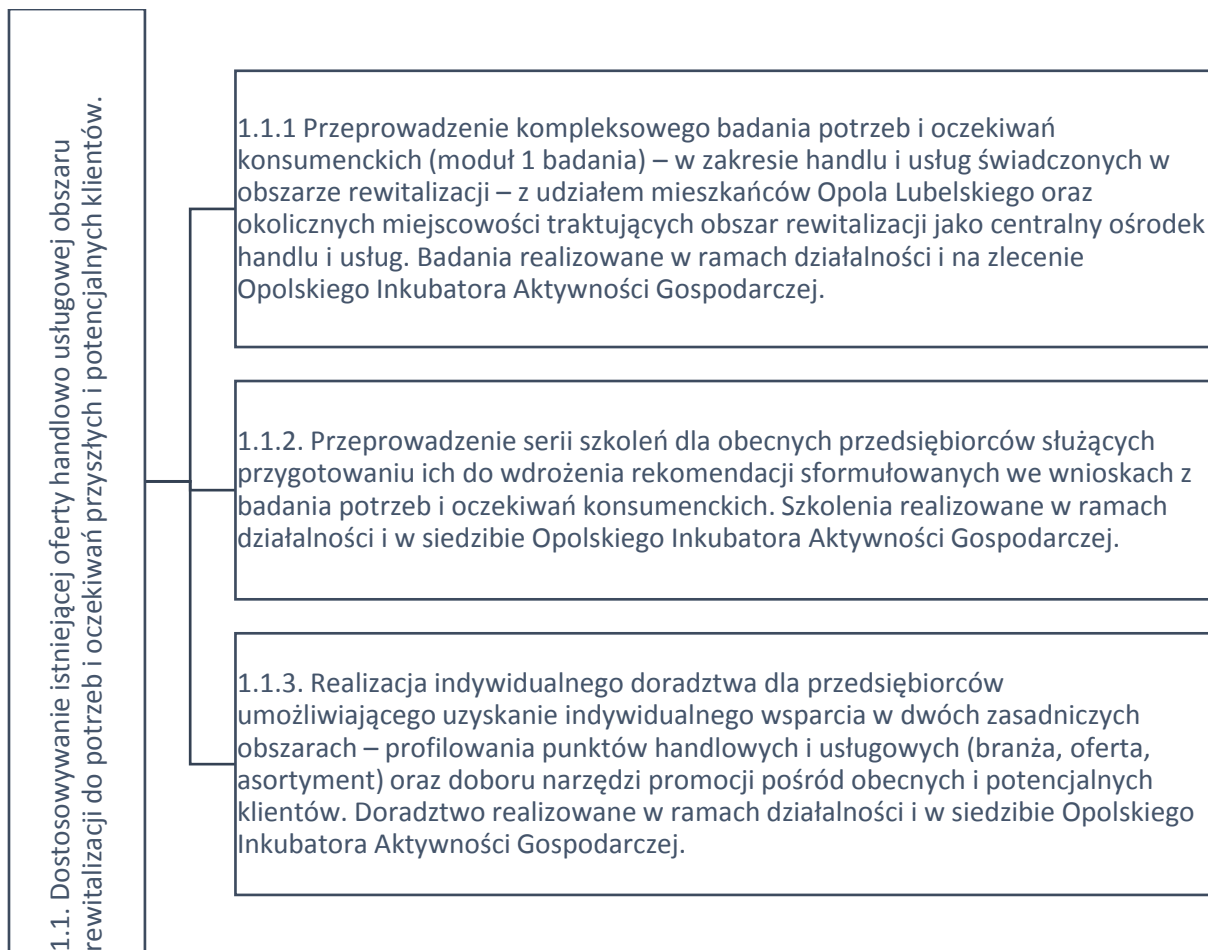 1.1. Dostosowywanie istniejącej oferty handlowo usługowej obszaru
rewitalizacji do potrzeb i oczekiwań przyszłych i potencjalnych klientów.
1.1.1 Przeprowadzenie kompleksowego badania potrzeb i oczekiwań
konsumenckich (moduł 1 badania) – w zakresie handlu i usług świadczonych w
obszarze rewitalizacji – z udziałem mieszkańców Opola Lubelskiego oraz
okolicznych miejscowości traktujących obszar rewitalizacji jako centralny ośrodek
handlu i usług. Badania realizowane w ramach działalności i na zlecenie
Opolskiego Inkubatora Aktywności Gospodarczej.
1.1.2. Przeprowadzenie serii szkoleń dla obecnych przedsiębiorców służących
przygotowaniu ich do wdrożenia rekomendacji sformułowanych we wnioskach z
badania potrzeb i oczekiwań konsumenckich. Szkolenia realizowane w ramach
działalności i w siedzibie Opolskiego Inkubatora Aktywności Gospodarczej.
1.1.3. Realizacja indywidualnego doradztwa dla przedsiębiorców
umożliwiającego uzyskanie indywidualnego wsparcia w dwóch zasadniczych
obszarach – profilowania punktów handlowych i usługowych (branża, oferta,
asortyment) oraz doboru narzędzi promocji pośród obecnych i potencjalnych
klientów. Doradztwo realizowane w ramach działalności i w siedzibie Opolskiego
Inkubatora Aktywności Gospodarczej.